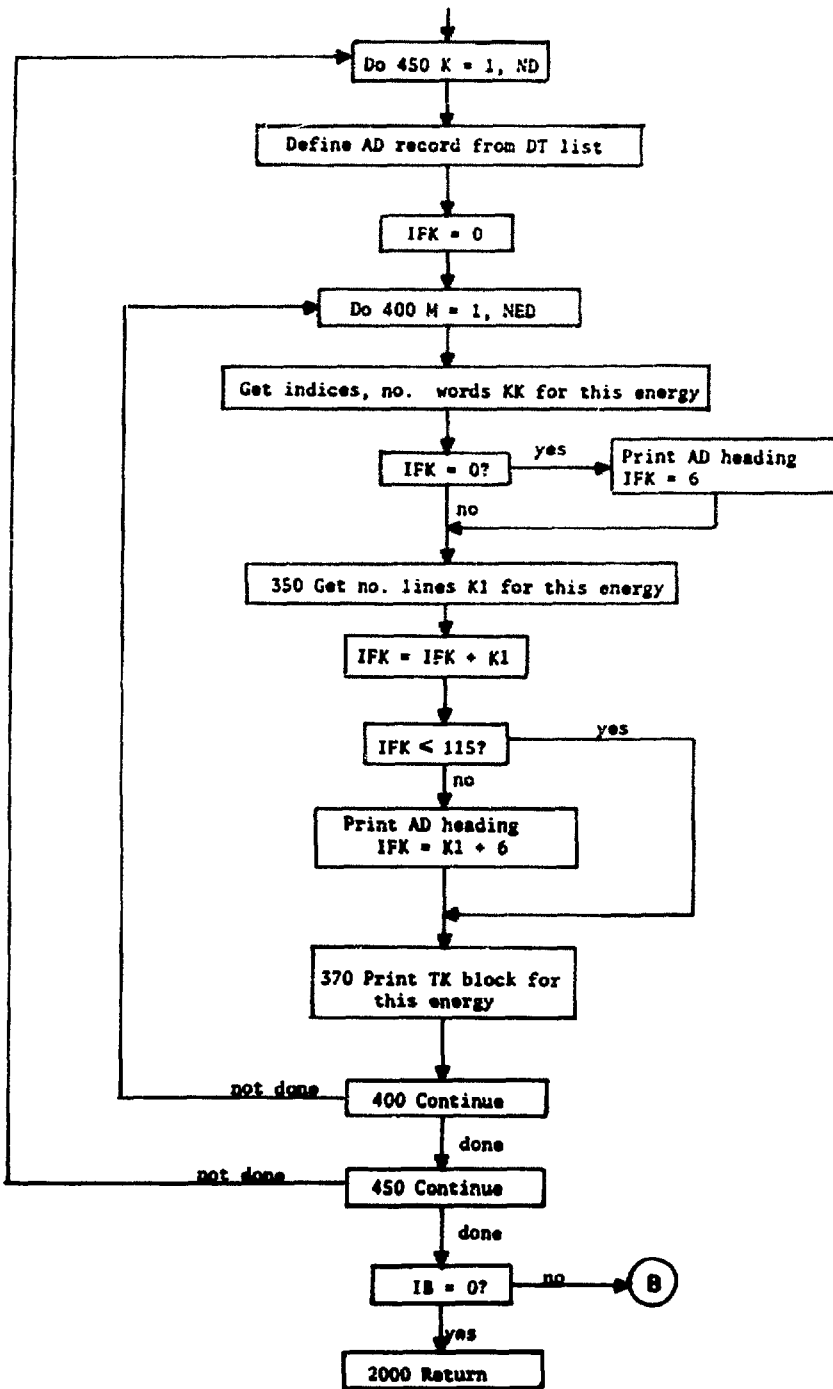 Do 450 K = 1, ND
Define AD record from DT list
IFK = 0
Do 400 M = 1, NED
Get indices, no. words KK for this energy
IFK = 0?
yes
Print AD heading
IFK = 6
no
350 Get no. lines K1 for this energy
IFK = IFK + K1
IFK ≤ 115?
yes
no
Print AD heading
IFK = K1 + 6
370 Print TK block for
this energy
not done
400 Continue
done
not done
450 Continue
done
IB = 0?
no
B
yes
2000 Return